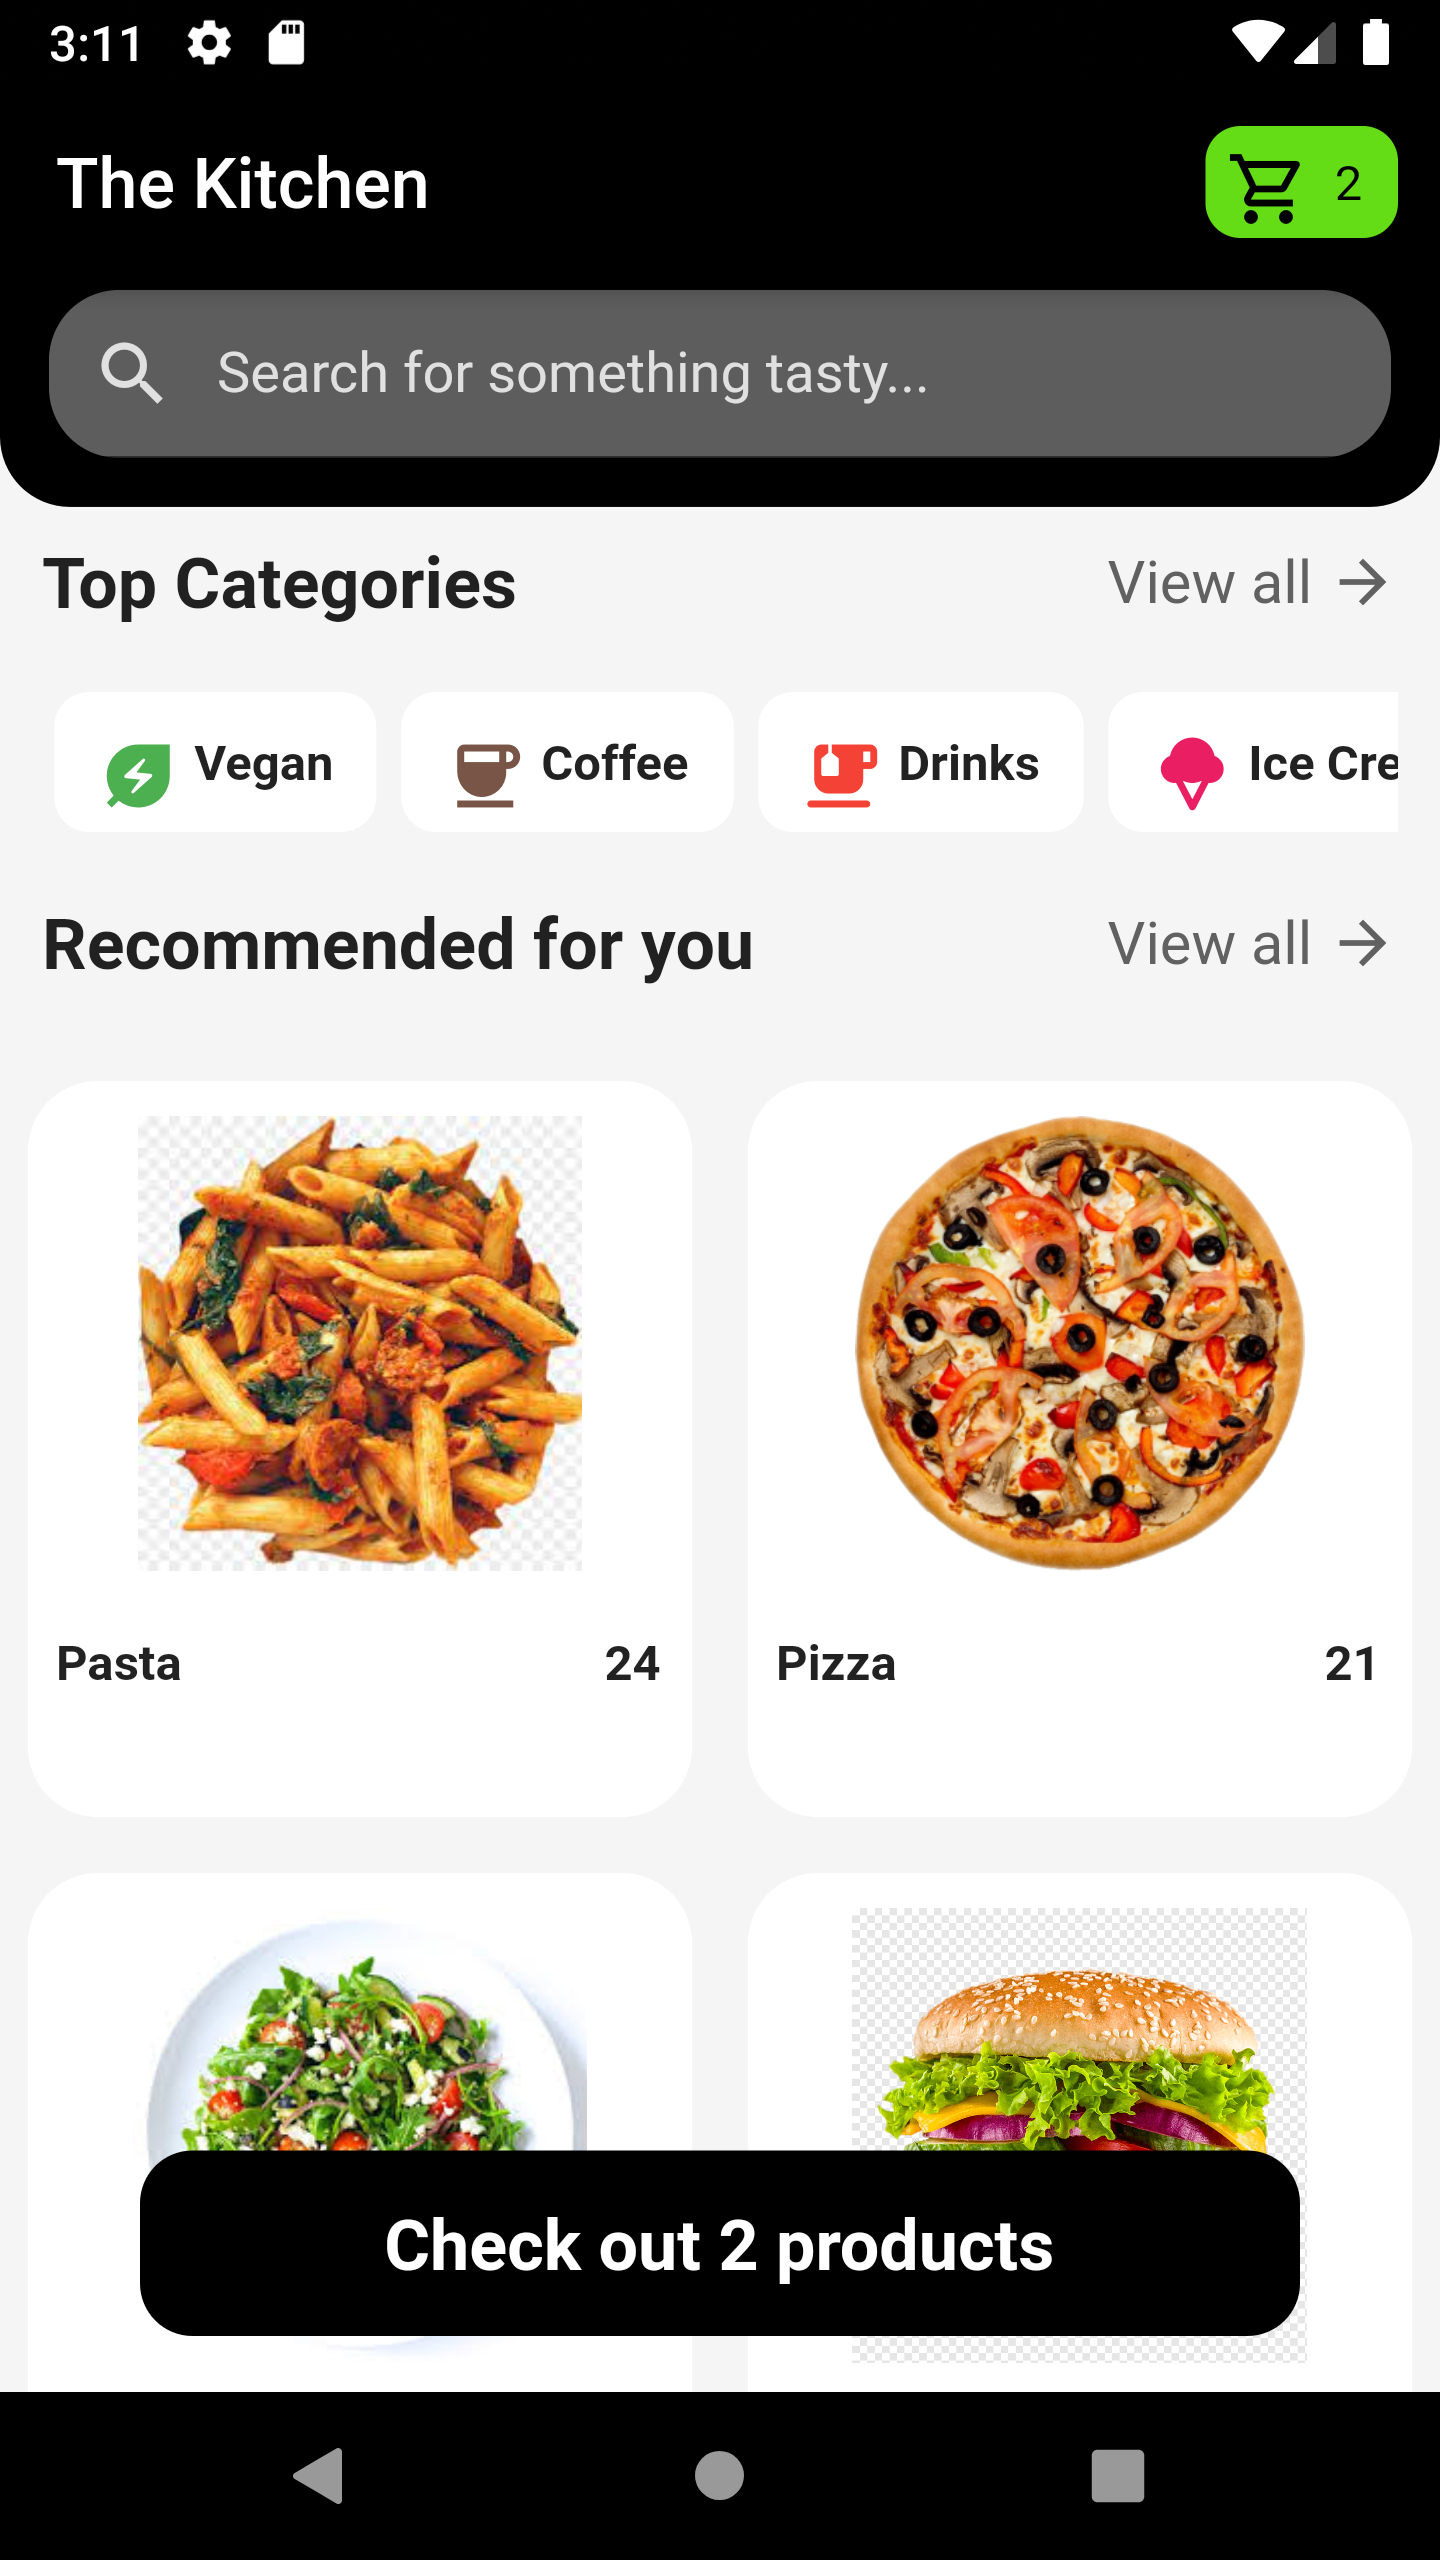 3:11
The Kitchen
2
Search for something tasty...
Top Categories
View all
Vegan
Coffee
Drinks
Ice Cre
Recommended for you
View all
Pasta
24
Pizza
21
Check out 2 products